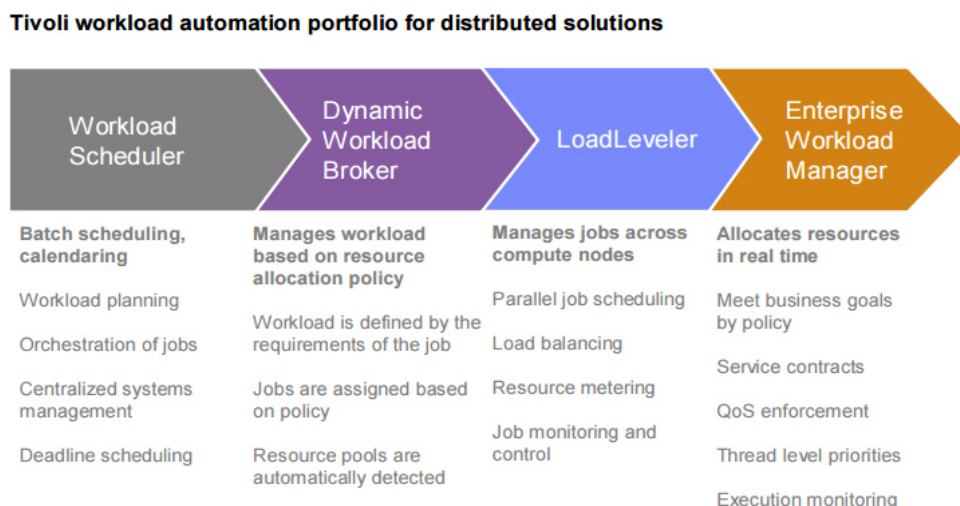 Tivoli workload automation portfolio for distributed solutions
Workload
Scheduler
Dynamic
Workload
Broker
LoadLeveler
Enterprise
Workload
Manager
Batch scheduling,
calendaring
Workload planning
Orchestration of jobs
Centralized systems
management
Deadline scheduling
Manages workload
based on resource
allocation policy
Workload is defined by the
requirements of the job
Jobs are assigned based
on policy
Resource pools are
automatically detected
Manages jobs across
compute nodes
Parallel job scheduling
Load balancing
Resource metering
Job monitoring and
control
Allocates resources
in real time
Meet business goals
by policy
Service contracts
QoS enforcement
Thread level priorities
Execution monitoring